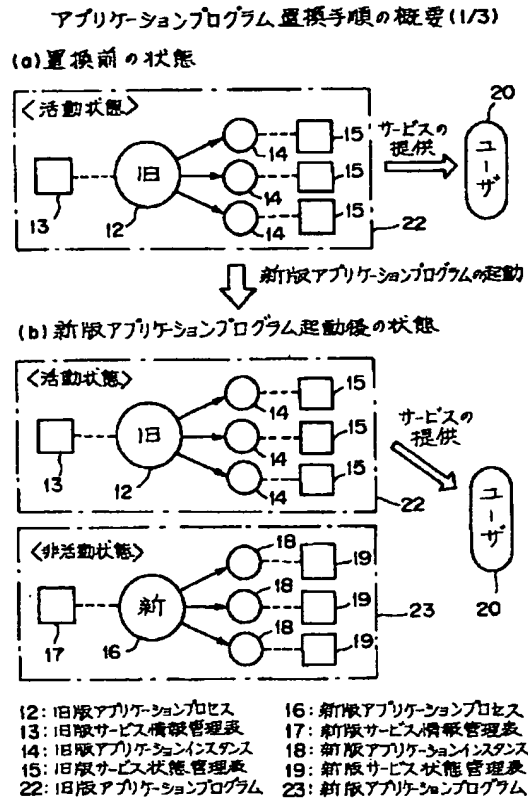 アプリケーションプログラム置換手順の概要(1/3)
(a)置換前の状態
<活動状態>
13
旧
12
14
14
14
15
15
15
22
サービスの
提供
20
ユーザ
新版アプリケーションプログラムの起動
(b)新版アプリケーションプログラム起動後の状態
<活動状態>
13
旧
12
14
14
14
15
15
15
22
サービスの
提供
ユーザ
20
<非活動状態>
17
新
16
18
18
18
19
19
19
23
12:旧版アプリケーションプロセス
13:旧版サービス情報管理表
14:旧版アプリケーションインスタンス
15:旧版サービス状態管理表
22:旧版アプリケーションプログラム
16:新版アプリケーションプロセス
17:新版サービス情報管理表
18:新版アプリケーションインスタンス
19:新版サービス状態管理表
23:新版アプリケーションプログラム